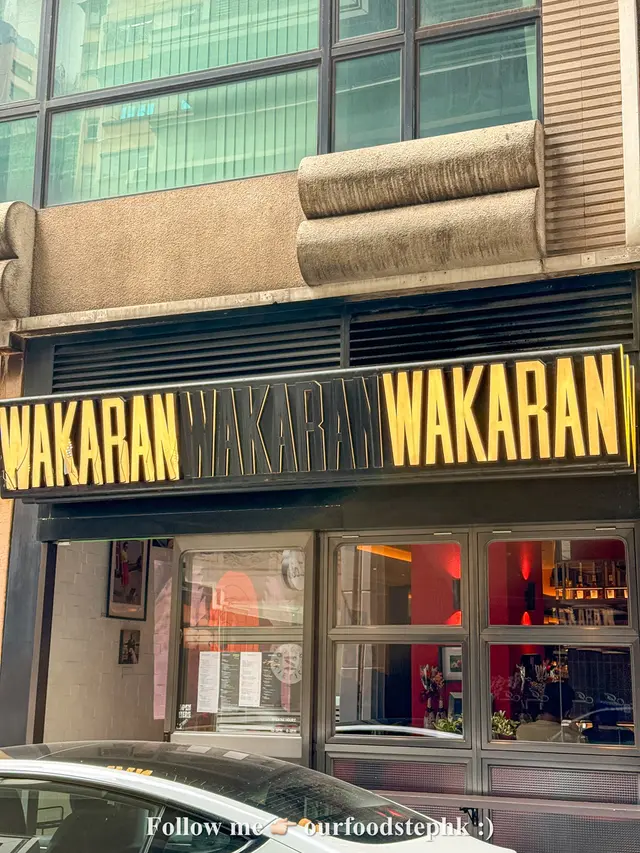 WAKARAN WAKARAN WAKARAN
Follow me 👉 ourfoodstephk :)